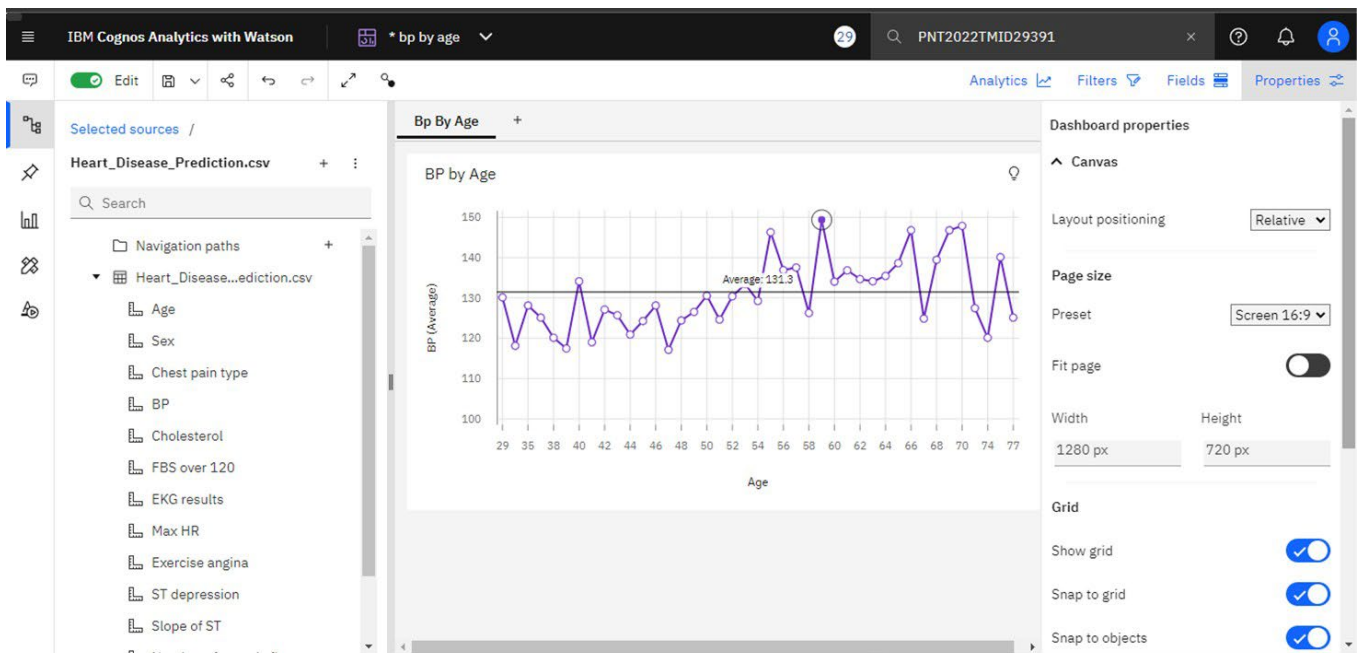 IBM Cognos Analytics with Watson
* bp by age
29
PNT2022TMID29391
Edit
Analytics
Filters
Fields
Properties
Selected sources /
Heart_Disease_Prediction.csv
Search
Navigation paths
Heart_Disease...ediction.csv
Age
Sex
Chest pain type
BP
Cholesterol
FBS over 120
EKG results
Max HR
Exercise angina
ST depression
Slope of ST
Bp By Age
BP by Age
150
140
130
120
110
100
BP (Average)
Average: 131.3
29 35 38 40 42 44 46 48 50 52 54 56 58 60 62 64 66 68 70 74 77
Age
Dashboard properties
Canvas
Layout positioning Relative
Page size
Preset Screen 16:9
Fit page
Width Height
1280 px 720 px
Grid
Show grid
Snap to grid
Snap to objects